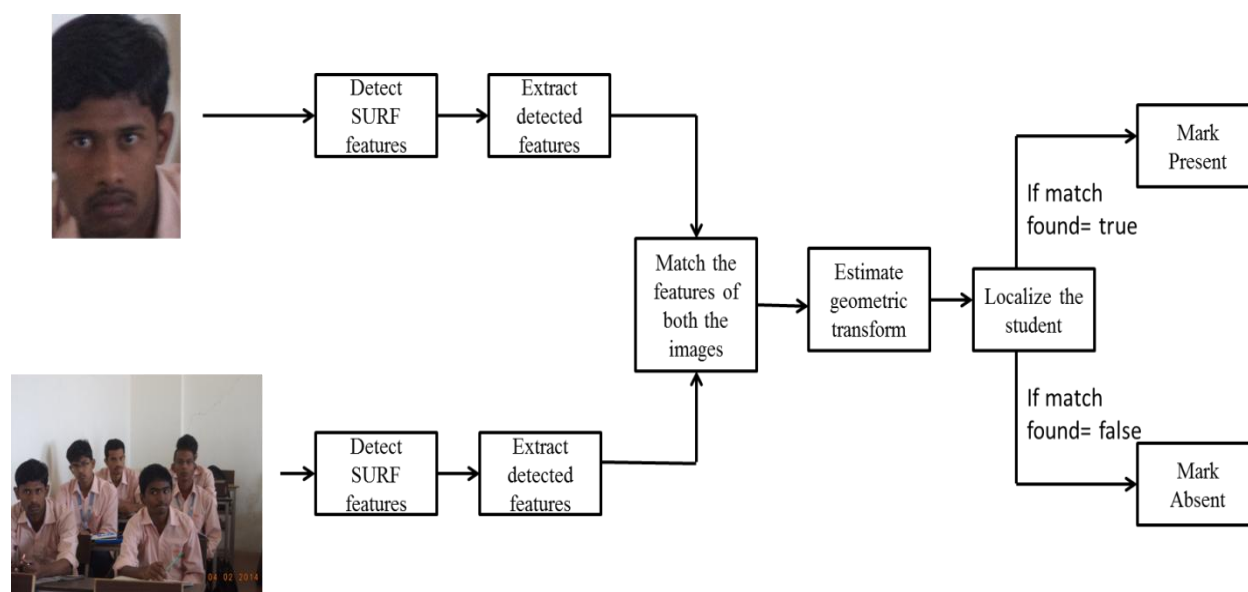 Detect
SURF
features
Extract
detected
features
Match the
features of
both the
images
Estimate
geometric
transform
Localize the
student
If match
found= true
Mark
Present
If match
found= false
Mark
Absent
Detect
SURF
features
Extract
detected
features
04 02 2014